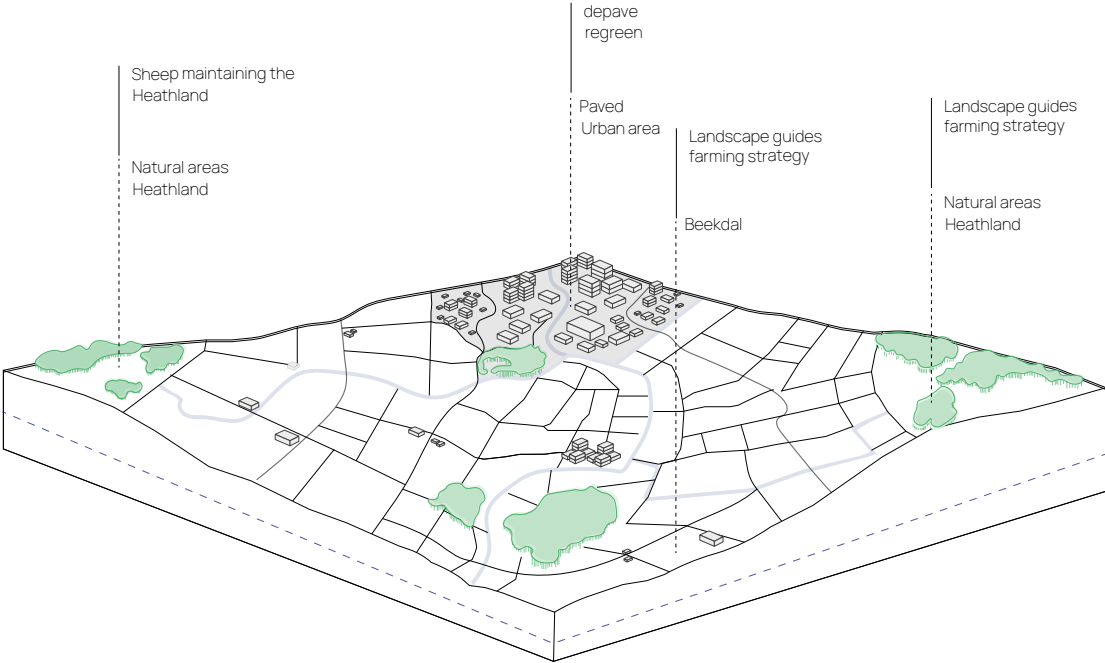 depave
regreen
Sheep maintaining the
Heathland
Paved
Urban area
Landscape guides
farming strategy
Landscape guides
farming strategy
Natural areas
Heathland
Beekdal
Natural areas
Heathland